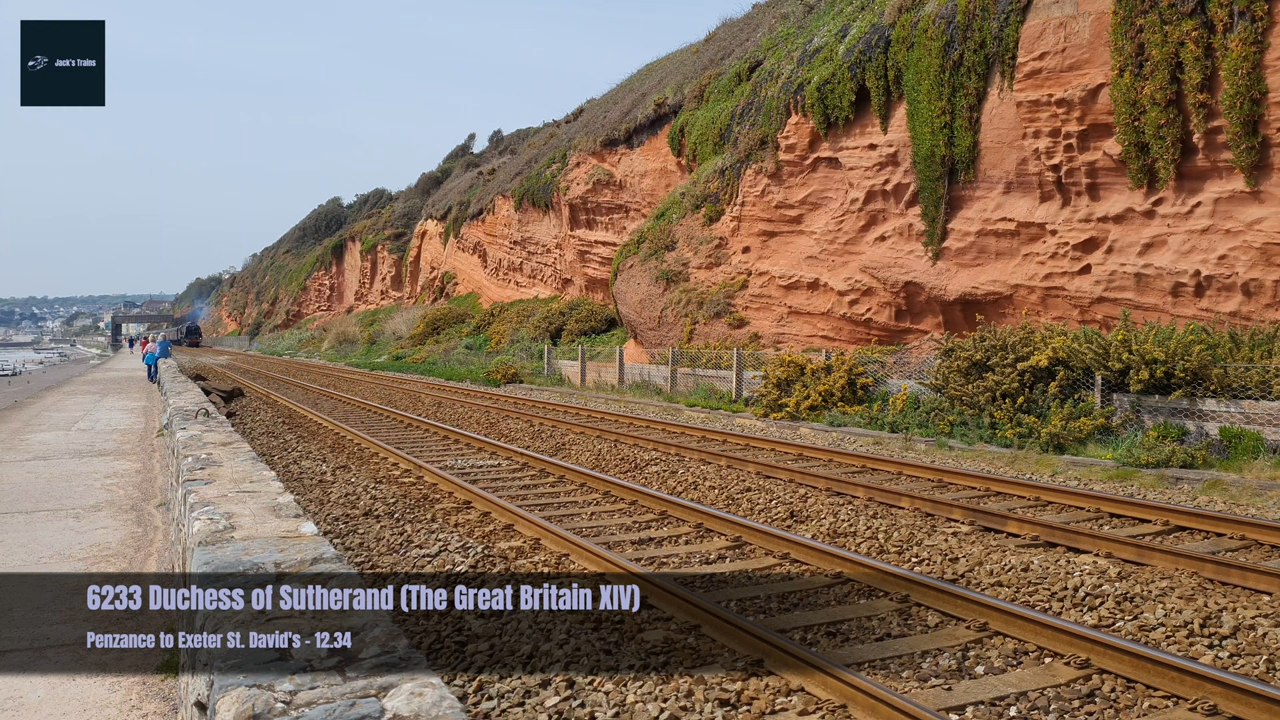 Jack's Trains
6233 Duchess of Sutherand (The Great Britain XIV)
Penzance to Exeter St. David's - 12.34